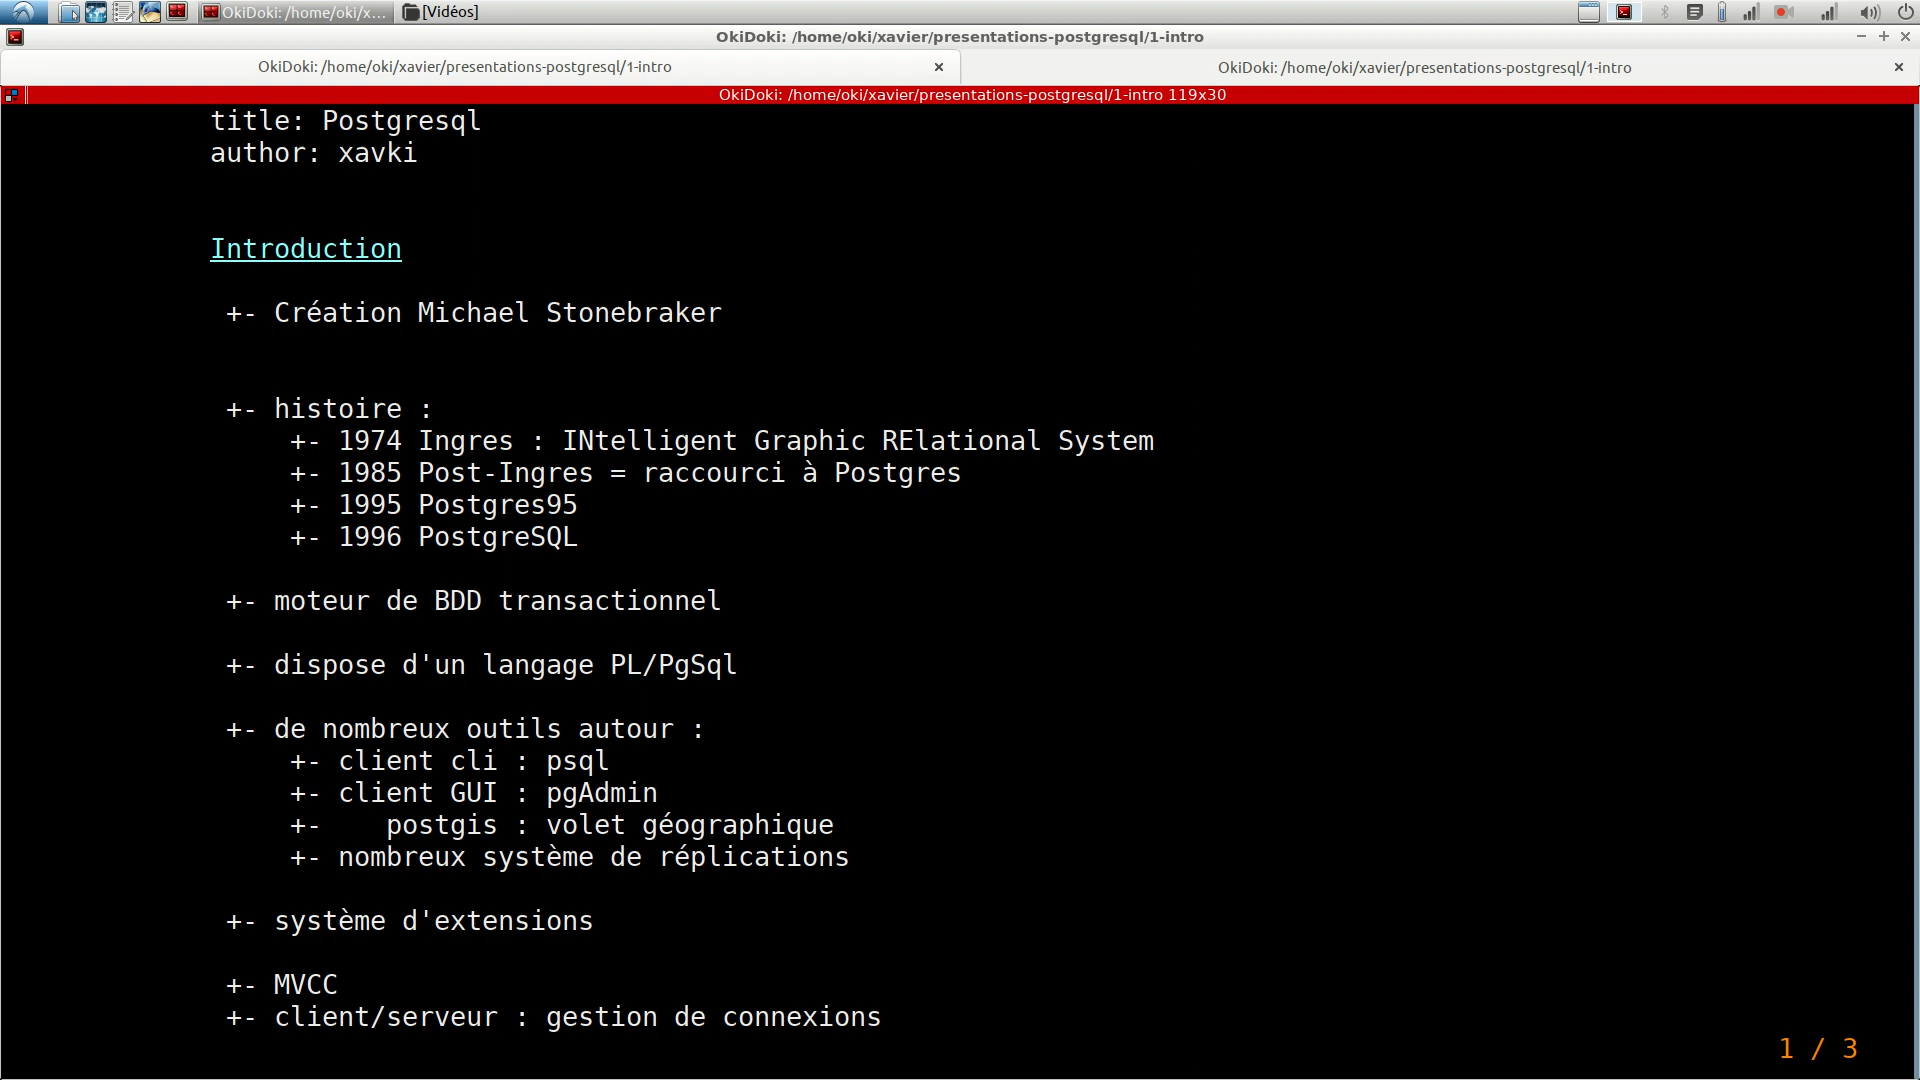 OkiDoki: /home/oki/x...
[Vidéos]
OkiDoki: /home/oki/xavier/presentations-postgresql/1-intro
OkiDoki: /home/oki/xavier/presentations-postgresql/1-intro
OkiDoki: /home/oki/xavier/presentations-postgresql/1-intro
OkiDoki: /home/oki/xavier/presentations-postgresql/1-intro 119x30
title: Postgresql
author: xavki
Introduction
+- Création Michael Stonebraker
+- histoire :
+- 1974 Ingres : INtelligent Graphic RElational System
+- 1985 Post-Ingres = raccourci à Postgres
+- 1995 Postgres95
+- 1996 PostgreSQL
+- moteur de BDD transactionnel
+- dispose d'un langage PL/PgSql
+- de nombreux outils autour :
+- client cli : psql
+- client GUI : pgAdmin
+- postgis : volet géographique
+- nombreux système de réplications
+- système d'extensions
+- MVCC
+- client/serveur : gestion de connexions
1 / 3